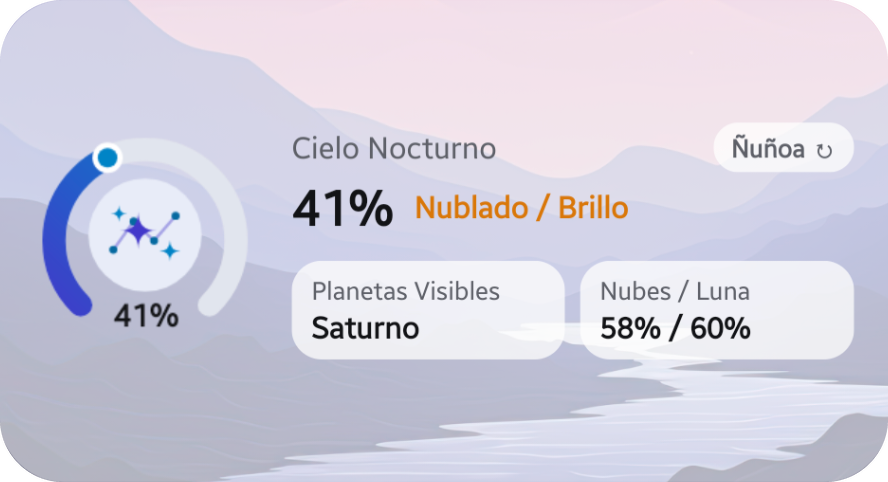 Cielo Nocturno
Ñuñoa ↻
41% Nublado / Brillo
41%
Planetas Visibles
Saturno
Nubes / Luna
58% / 60%